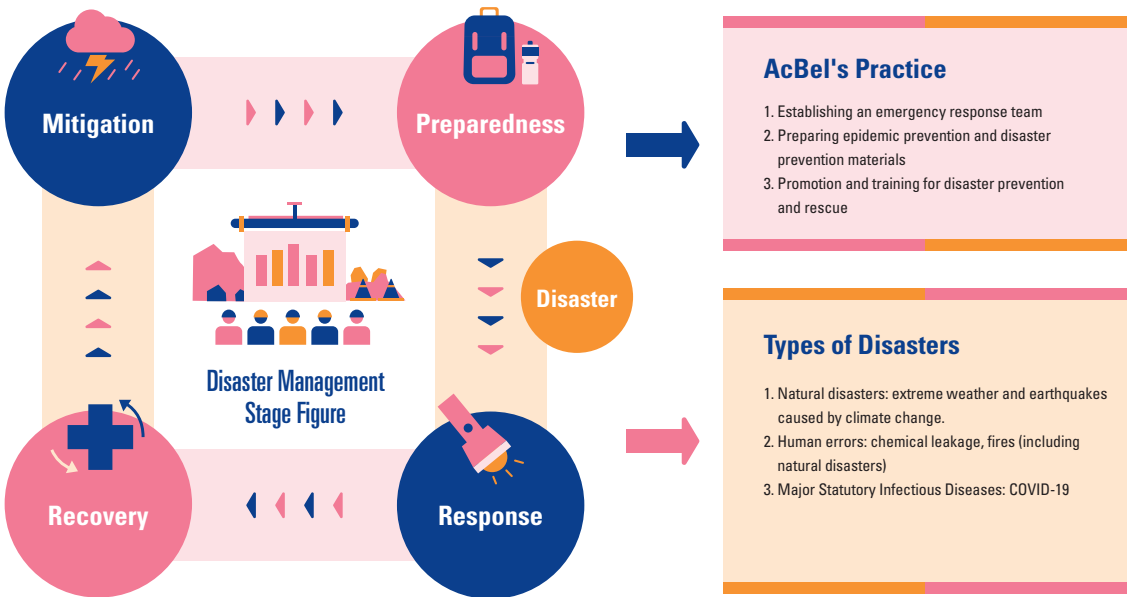 Mitigation
Preparedness
Disaster
Disaster Management
Stage Figure
Recovery
Response
AcBel's Practice
1. Establishing an emergency response team
2. Preparing epidemic prevention and disaster
prevention materials
3. Promotion and training for disaster prevention
and rescue
Types of Disasters
1. Natural disasters: extreme weather and earthquakes
caused by climate change.
2. Human errors: chemical leakage, fires (including
natural disasters)
3. Major Statutory Infectious Diseases: COVID-19